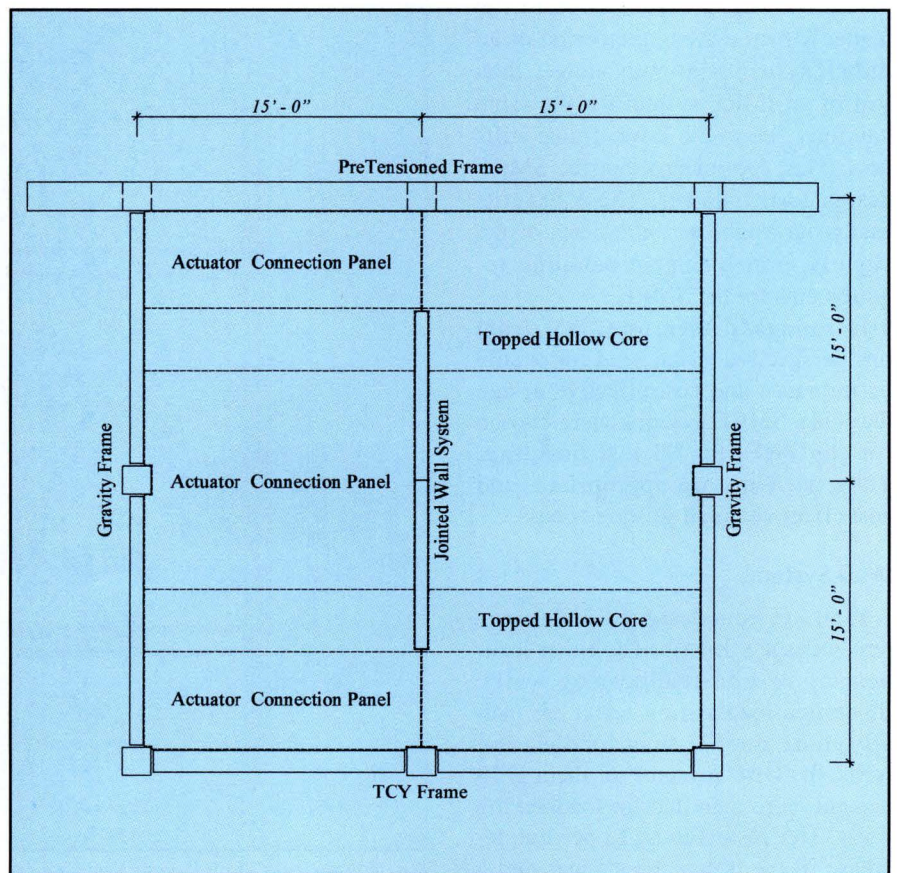 15' - 0"
15' - 0"
PreTensioned Frame
Actuator Connection Panel
Topped Hollow Core
15' - 0"
Gravity Frame
Actuator Connection Panel
Jointed Wall System
Gravity Frame
15' - 0"
Topped Hollow Core
Actuator Connection Panel
TCY Frame